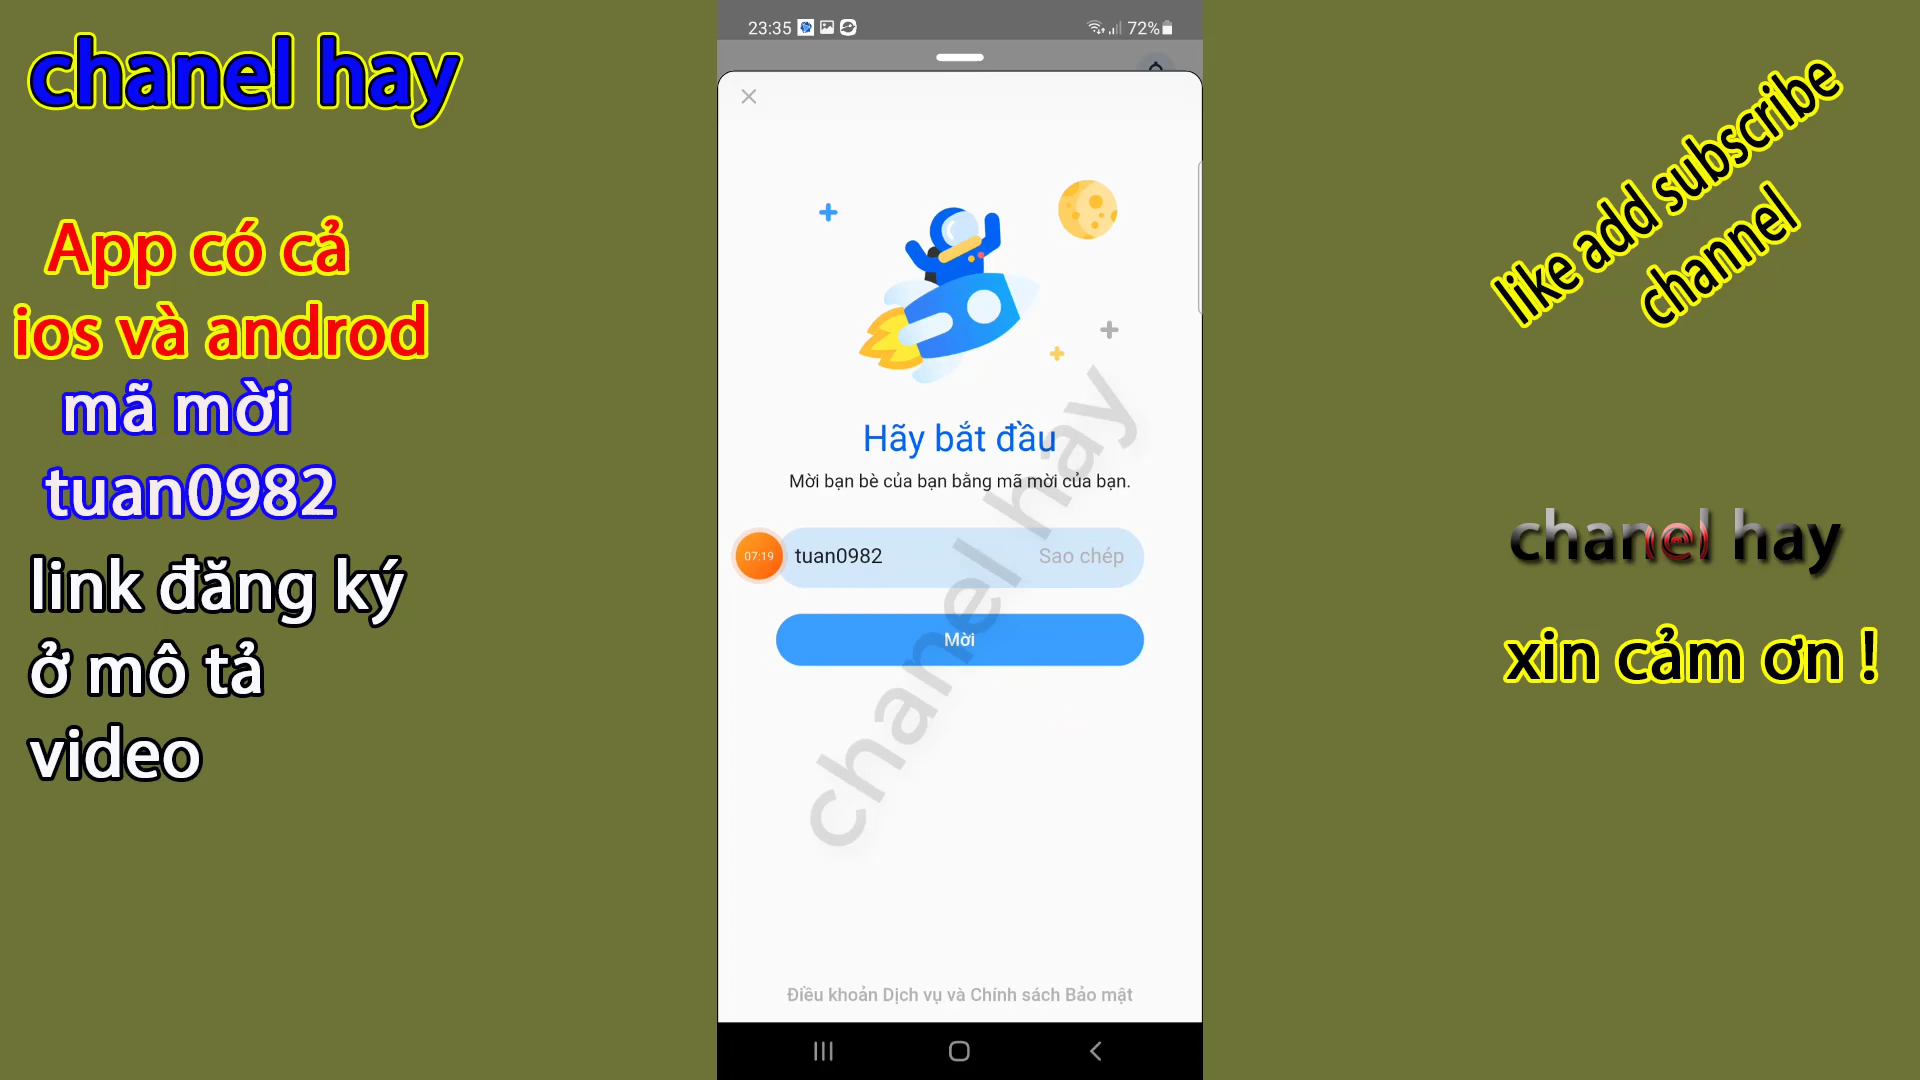 chanel hay
App có cả
ios và androd
mã mời
tuan0982
link đăng ký
ở mô tả
video
23:35
72%
Hãy bắt đầu
Mời bạn bè của bạn bằng mã mời của bạn.
07:19
tuan0982
Sao chép
Mời
chanel hay
Điều khoản Dịch vụ và Chính sách Bảo mật
like add subscribe
channel
chanel hay
xin cảm ơn !